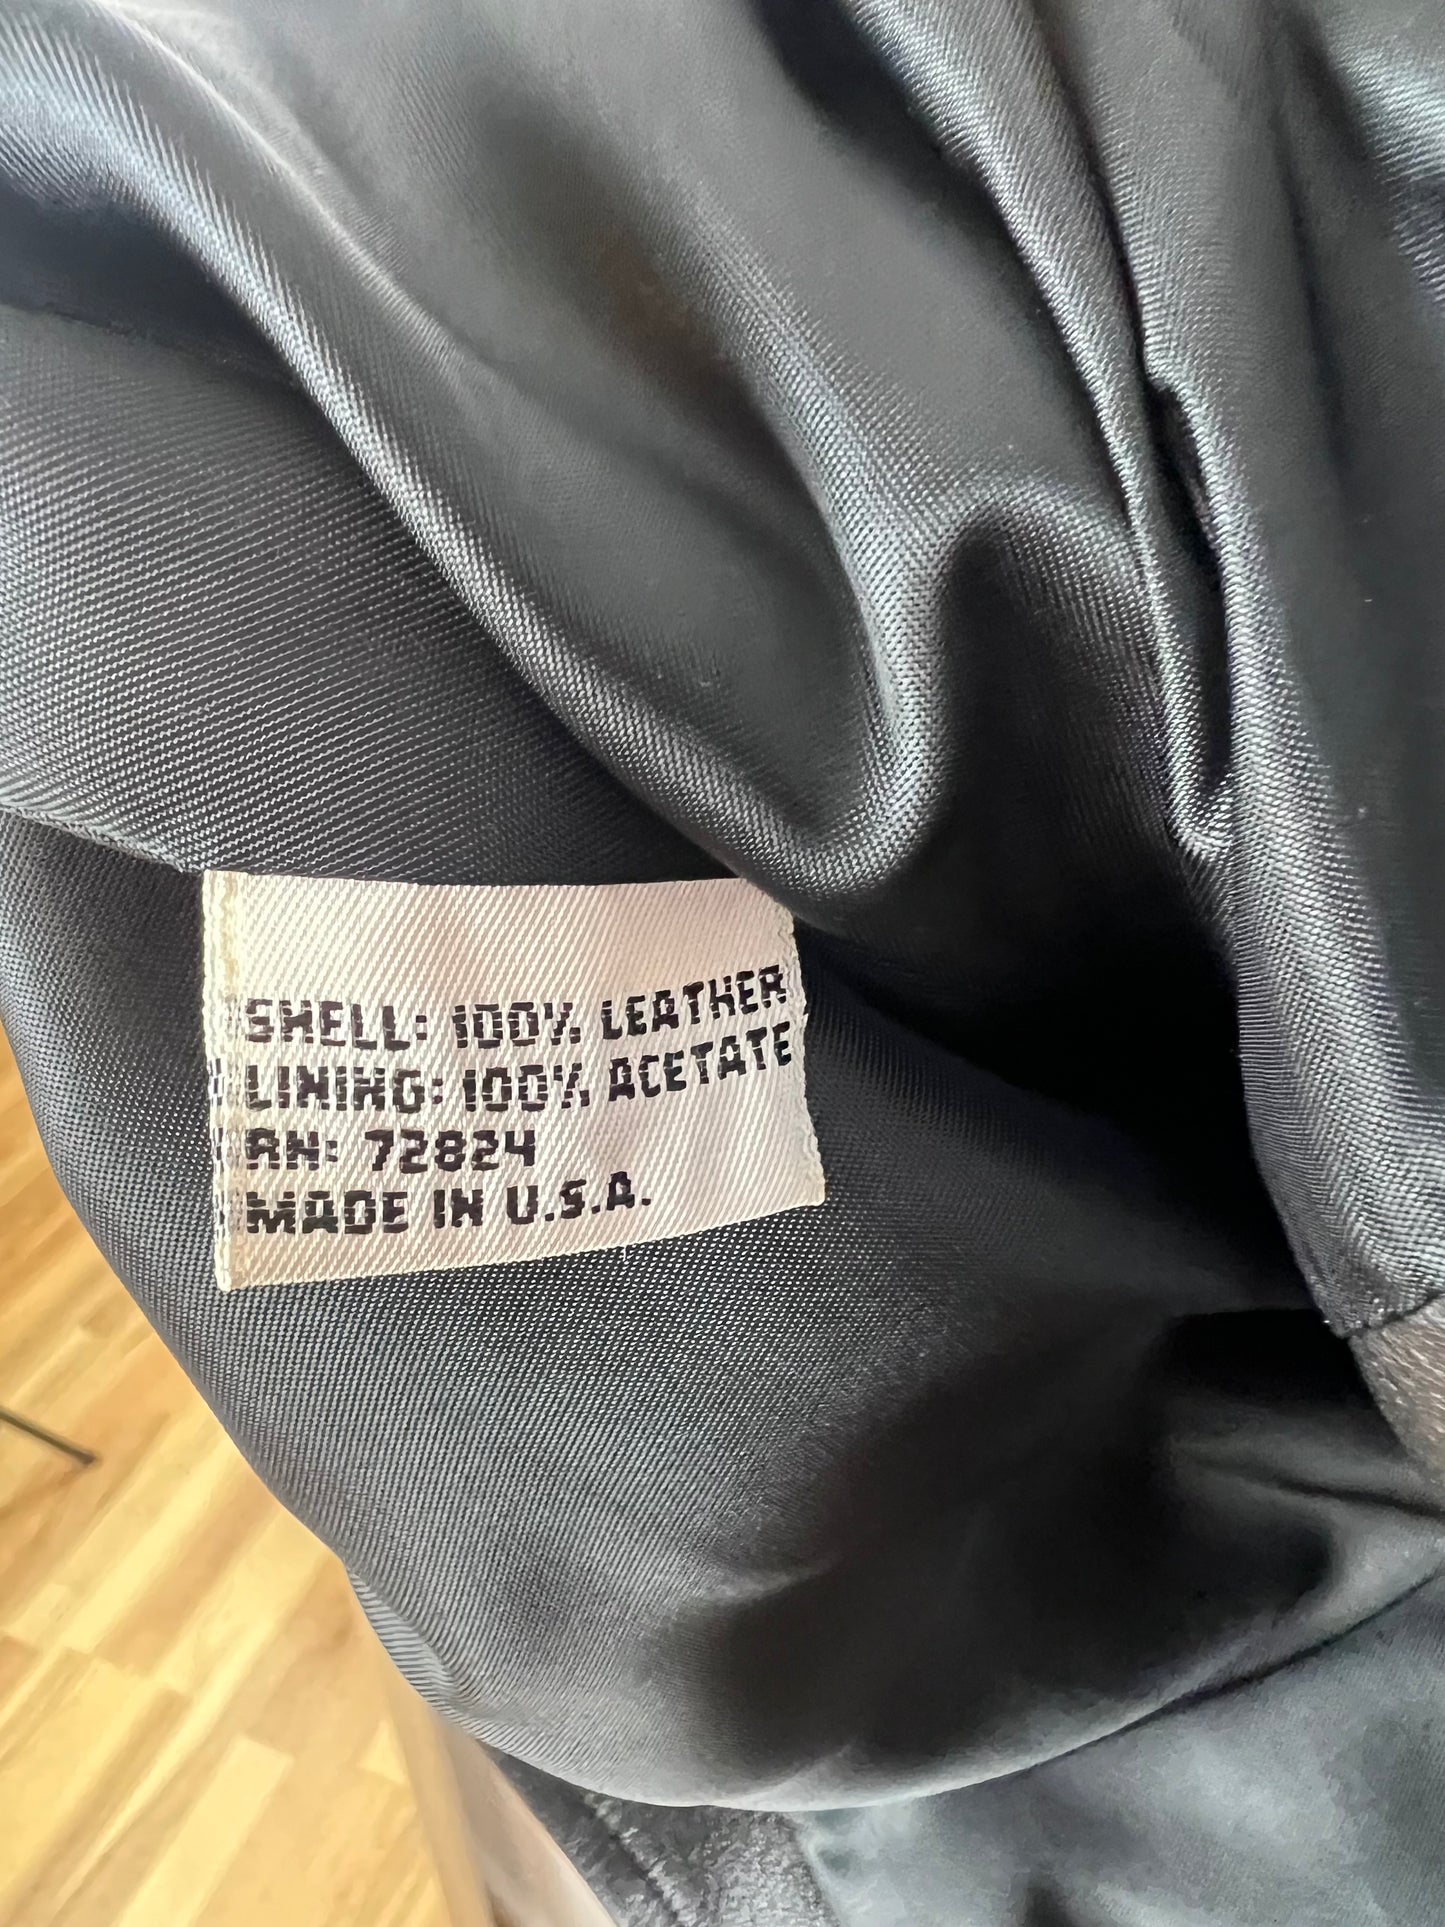 SHELL: 100% LEATHER
LINING: 100% ACETATE
RN: 72824
MADE IN U.S.A.